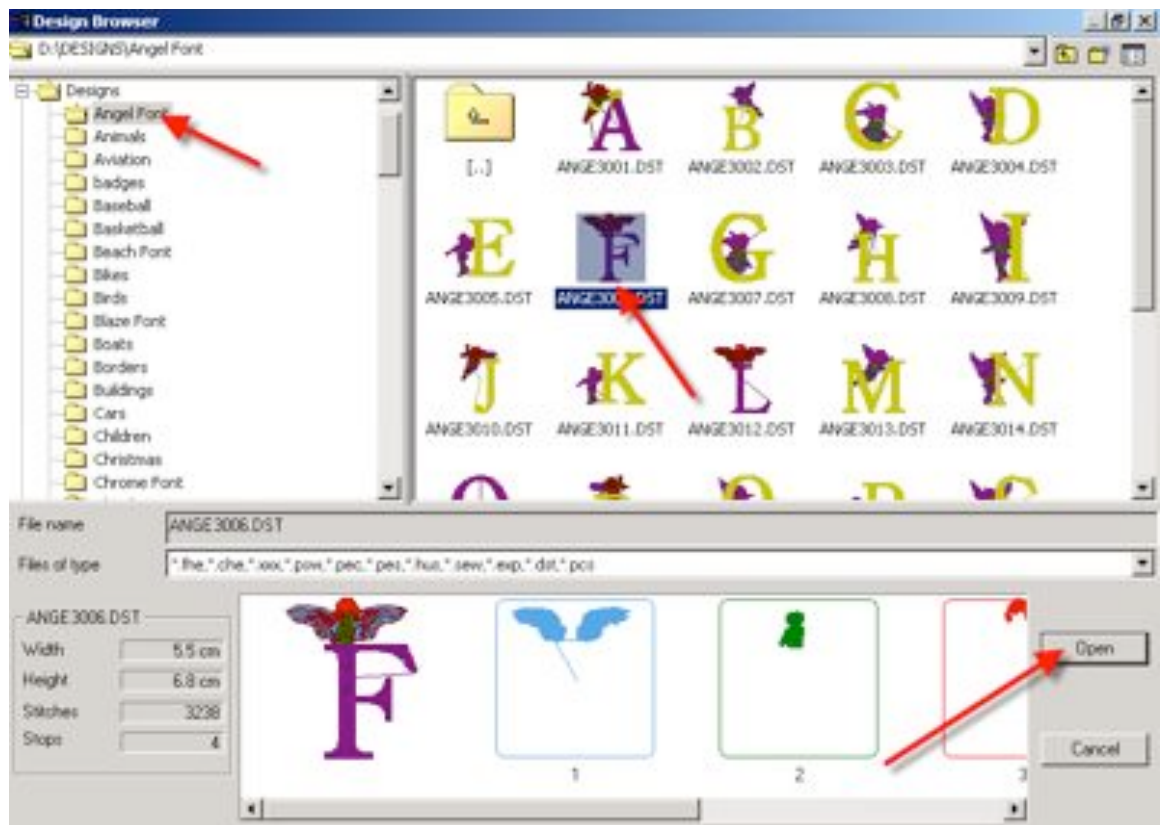 Design Browser
D:\DESIGNS\Angel Font
Designs
Angel Font
Animals
Aviation
badges
Baseball
Basketball
Beach Font
Bikes
Birds
Blaze Font
Boats
Borders
Buildings
Cars
Children
Christmas
Chrome Font
[..]
ANGE3001.DST
ANGE3002.DST
ANGE3003.DST
ANGE3004.DST
ANGE3005.DST
ANGE3007.DST
ANGE3008.DST
ANGE3009.DST
ANGE3010.DST
ANGE3011.DST
ANGE3012.DST
ANGE3013.DST
ANGE3014.DST
File name
ANGE3006.DST
Files of type
*.fhe,*.che,*.xxx,*.psw,*.pec,*.pes,*.hus,*.sew,*.exp,*.dst,*.pcs
ANGE3006.DST
Width 5.5 cm
Height 6.8 cm
Stitches 3238
Stops 4
1
2
3
Open
Cancel